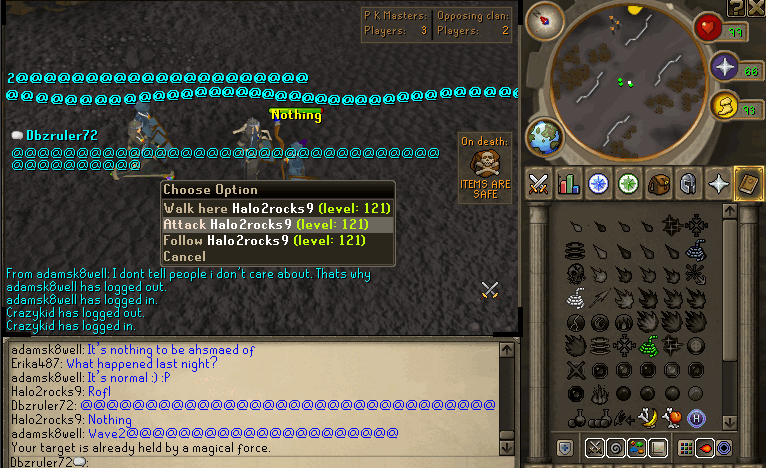 P K Masters: Opposing clan:
Players: 3 Players: 2
2@@@@@@@@@@@@@@@@@@@@@
@@@@@@@@@@@@@@@@@@@@@@@@@@@@@@@@@@@@@
Nothing
Dbzruler72
@@@@@@@@@@@@@@@@@@@@@@@@@@@@@@
@@@@@@@@@
On death:
ITEMS ARE
SAFE
Choose Option
Walk here Halo2rocks9 (level: 121)
Attack Halo2rocks9 (level: 121)
Follow Halo2rocks9 (level: 121)
Cancel
From adamsk8well: I dont tell people i don't care about. Thats why
adamsk8well has logged out.
adamsk8well has logged in.
Crazykid has logged out.
Crazykid has logged in.
adamsk8well: It's nothing to be ahsmaed of
Erika487: What happened last night?
adamsk8well: It's normal :) :P
Halo2rocks9: Rofl
Dbzruler72: @@@@@@@@@@@@@@@@@@@@@@@@@@@@@@
Halo2rocks9: Nothing
adamsk8well: Wave2@@@@@@@@@@@@@@@@@@@@@
Your target is already held by a magical force.
Dbzruler72:
?
X
99
66
93
H